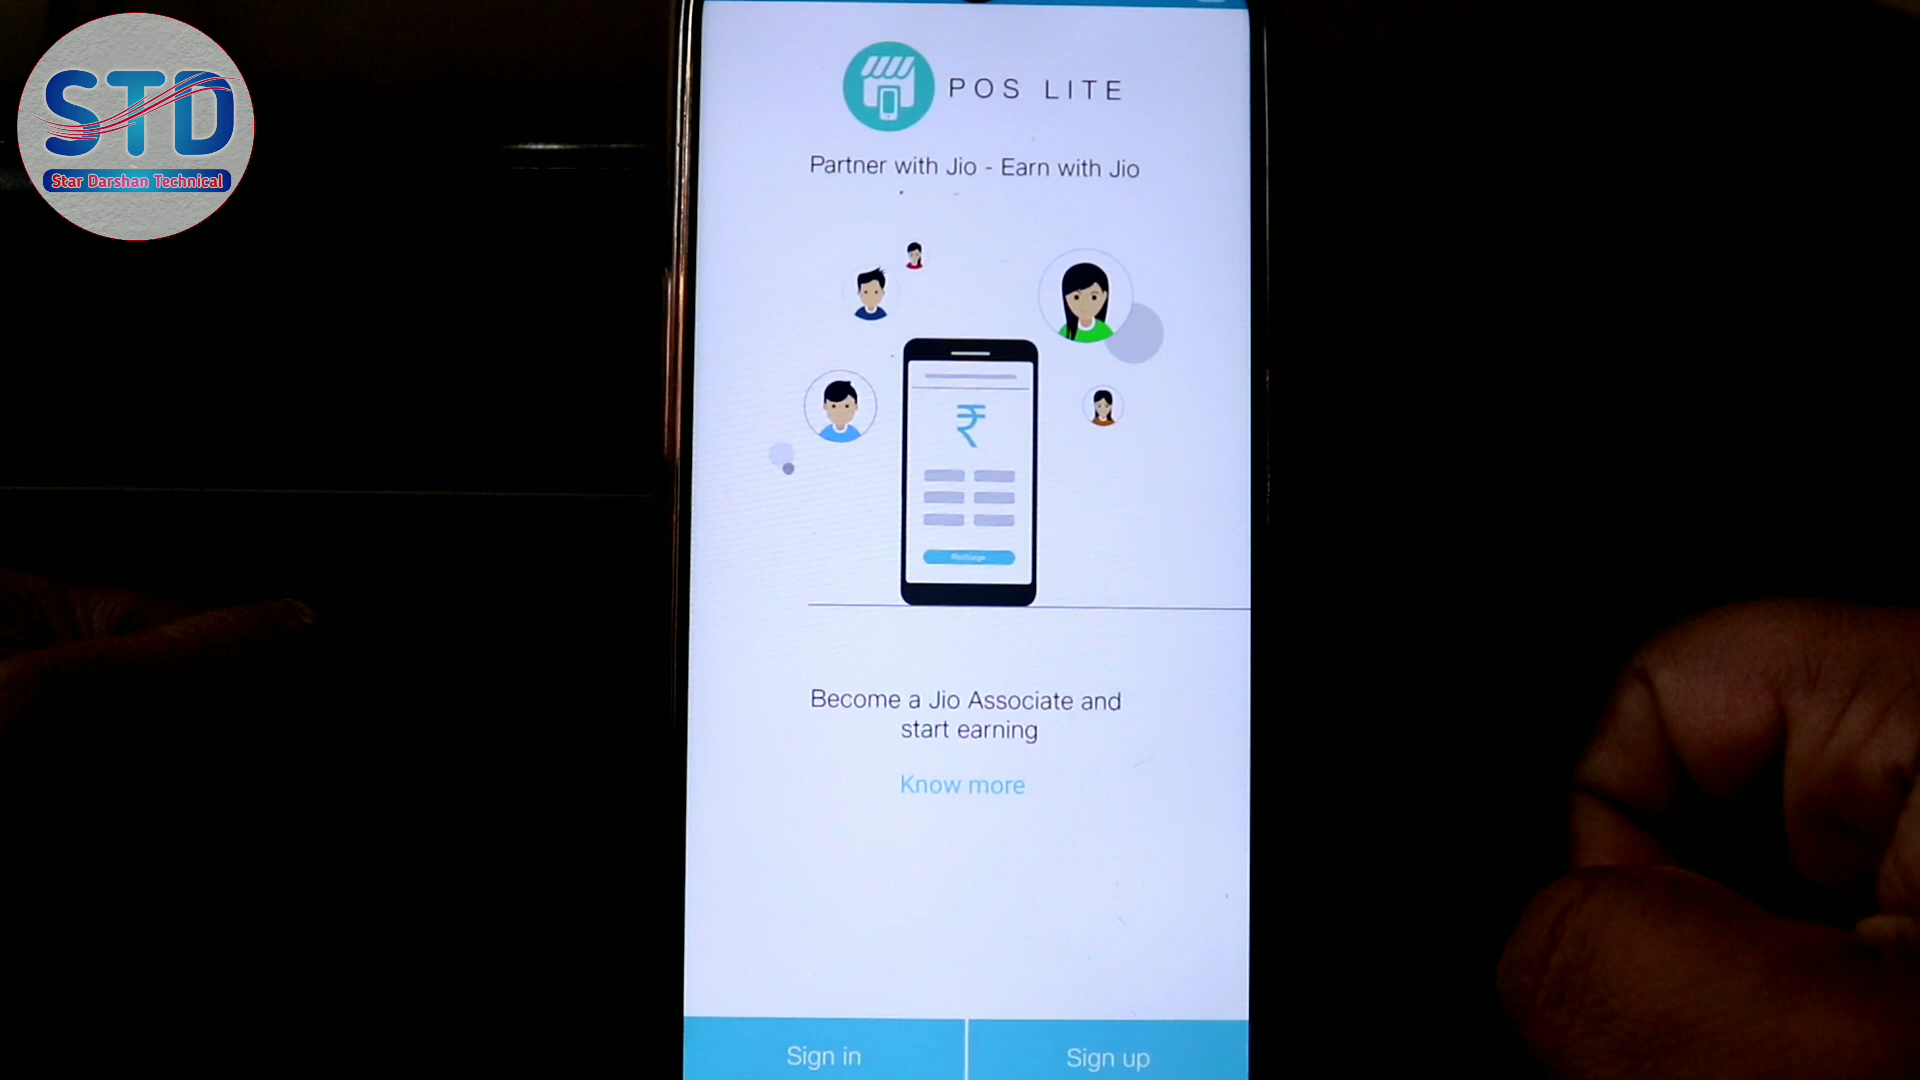 STD
Star Darshan Technical
POS LITE
Partner with Jio - Earn with Jio
₹
Recharge
Become a Jio Associate and
start earning
Know more
Sign in
Sign up